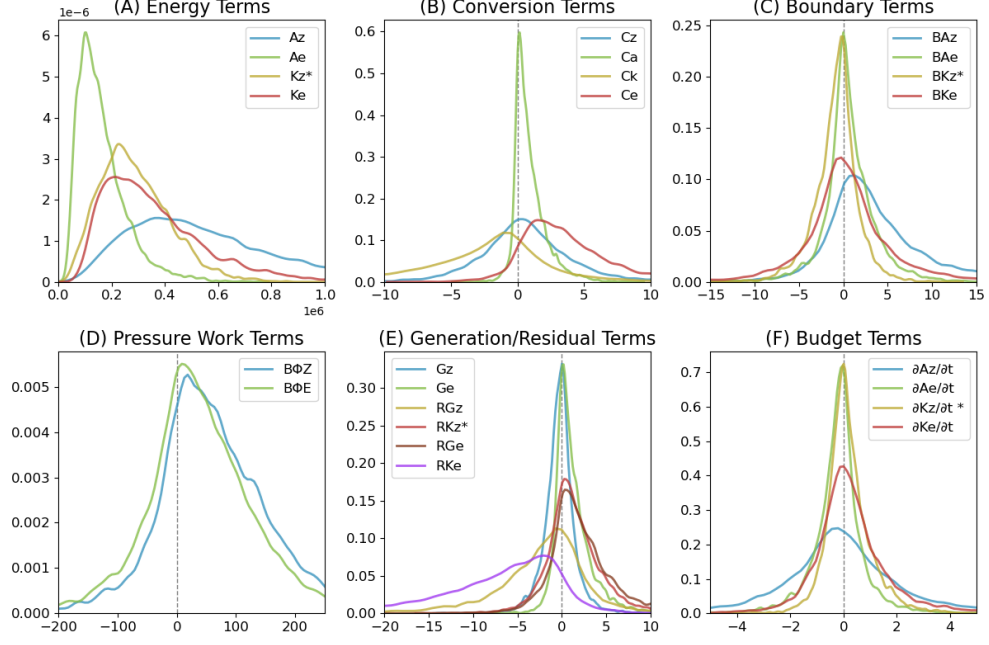 (A) Energy Terms
1e−6
6
5
4
3
2
1
0
0.0 0.2 0.4 0.6 0.8 1.0
1e6
Az
Ae
Kz*
Ke
(B) Conversion Terms
0.6
0.5
0.4
0.3
0.2
0.1
0.0
−10 −5 0 5 10
Cz
Ca
Ck
Ce
(C) Boundary Terms
0.25
0.20
0.15
0.10
0.05
0.00
−15 −10 −5 0 5 10 15
BAz
BAe
BKz*
BKe
(D) Pressure Work Terms
0.005
0.004
0.003
0.002
0.001
0.000
−200 −100 0 100 200
BΦZ
BΦE
(E) Generation/Residual Terms
0.30
0.25
0.20
0.15
0.10
0.05
0.00
−20 −15 −10 −5 0 5 10
Gz
Ge
RGz
RKz*
RGe
RKe
(F) Budget Terms
0.7
0.6
0.5
0.4
0.3
0.2
0.1
0.0
−4 −2 0 2 4
∂Az/∂t
∂Ae/∂t
∂Kz/∂t *
∂Ke/∂t